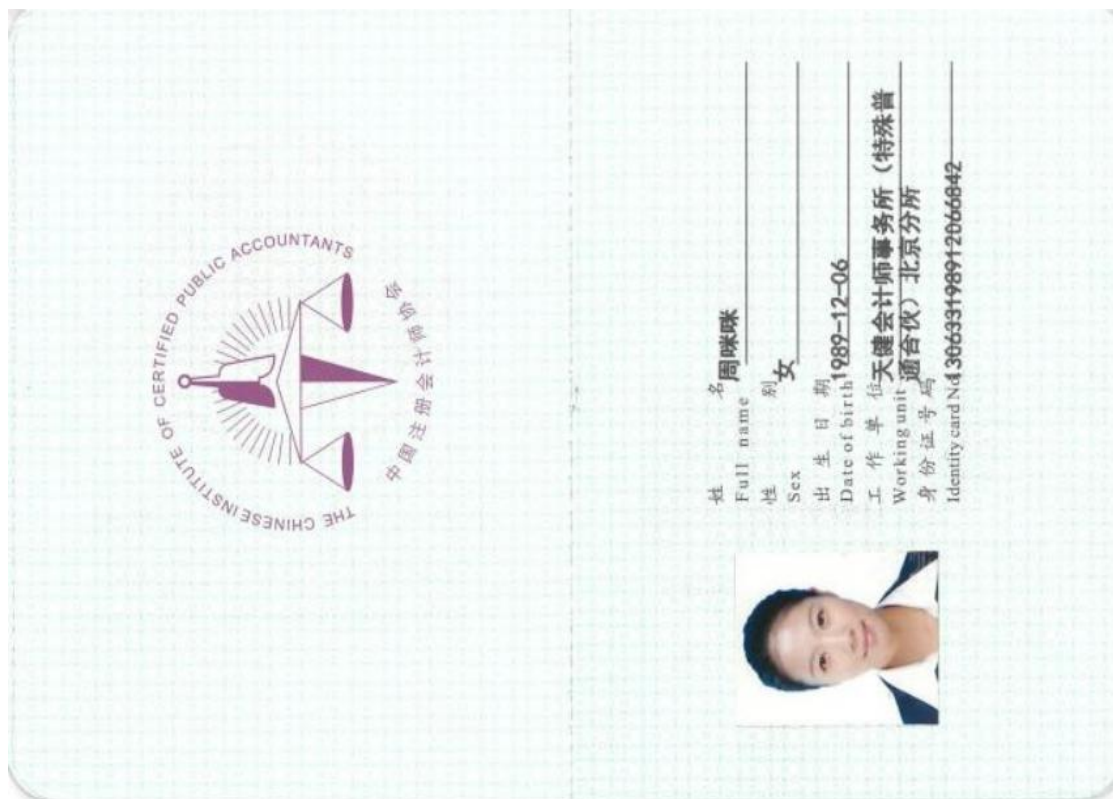 THE CHINESE INSTITUTE OF CERTIFIED PUBLIC ACCOUNTANTS
中国注册会计师协会
姓 名 周咪咪
Full name
性 别 女
Sex
出 生 日 期 1989-12-06
Date of birth
工 作 单 位 天健会计师事务所（特殊普
Working unit 通合伙）北京分所
身 份 证 号 码
Identity card No. 130633198912066842